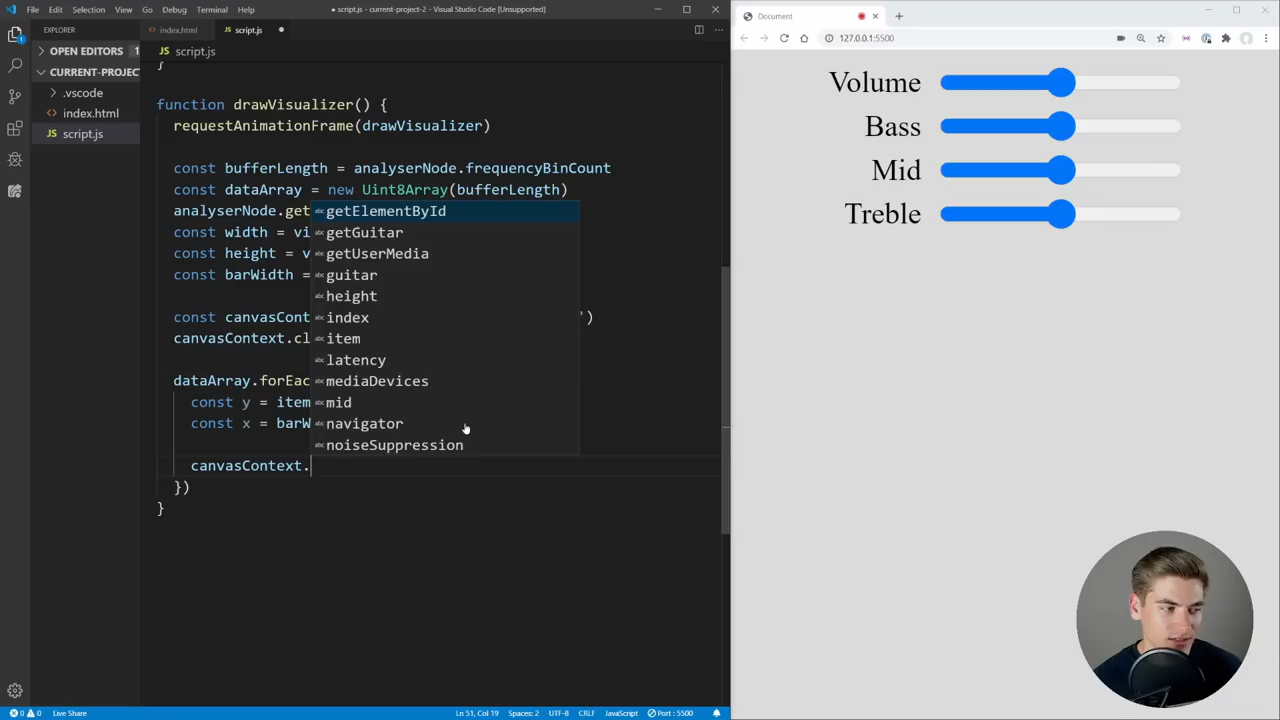 File Edit Selection View Go Debug Terminal Help
● script.js - current-project-2 - Visual Studio Code [Unsupported]
EXPLORER
OPEN EDITORS
1 UNSAVED
CURRENT-PROJEC
.vscode
index.html
script.js
index.html
script.js
script.js
}
function drawVisualizer() {
requestAnimationFrame(drawVisualizer)
const bufferLength = analyserNode.frequencyBinCount
const dataArray = new Uint8Array(bufferLength)
analyserNode.get
const width = vi
const height = v
const barWidth =
const canvasCont
')
canvasContext.cl
dataArray.forEac
const y = item
const x = barW
canvasContext.
})
}
getElementById
getGuitar
getUserMedia
guitar
height
index
item
latency
mediaDevices
mid
navigator
noiseSuppression
0 0 Live Share
Ln 51, Col 19 Spaces: 2 UTF-8 CRLF JavaScript Port : 5500
Document
127.0.0.1:5500
Volume
Bass
Mid
Treble